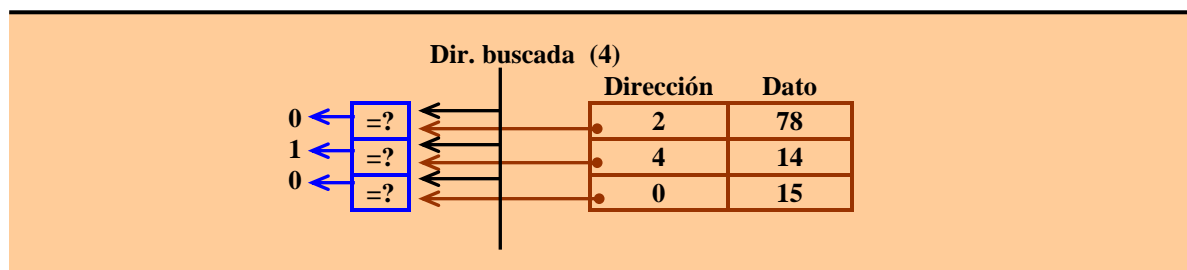 Dir. buscada (4)
Dirección Dato
0 =? 2 78
1 =? 4 14
0 =? 0 15